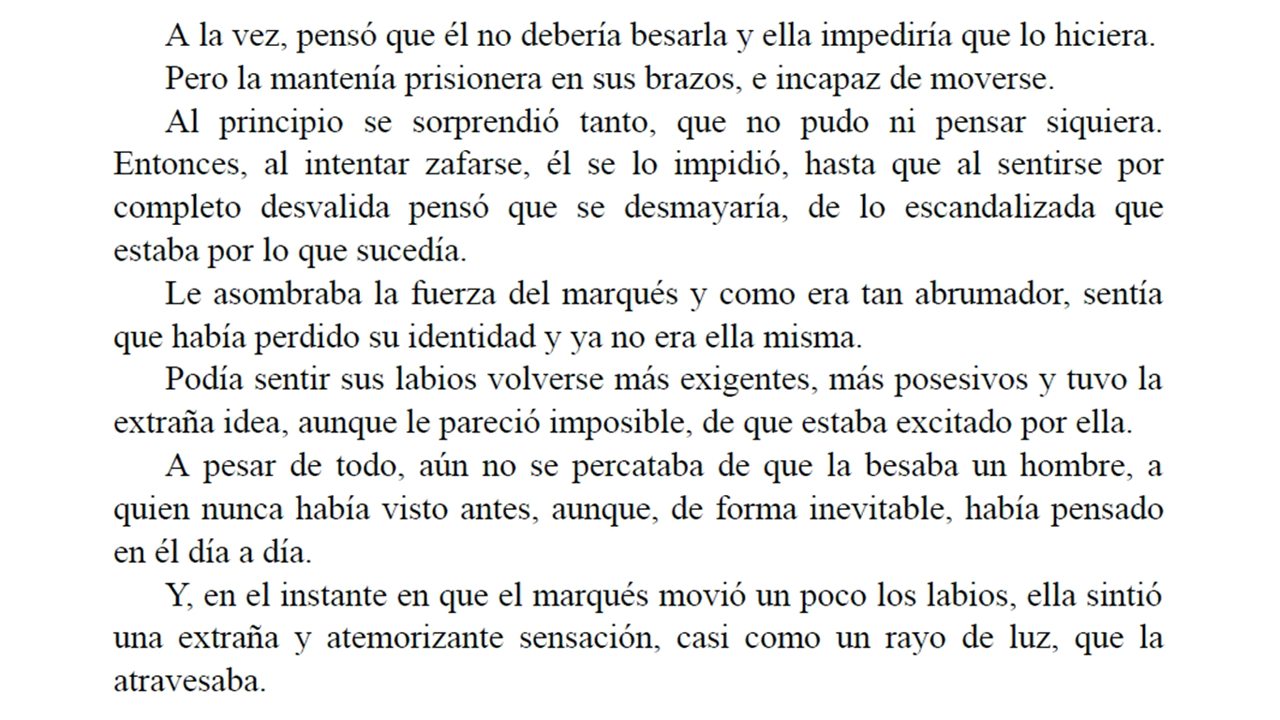 A la vez, pensó que él no debería besarla y ella impediría que lo hiciera.
Pero la mantenía prisionera en sus brazos, e incapaz de moverse.
Al principio se sorprendió tanto, que no pudo ni pensar siquiera.
Entonces, al intentar zafarse, él se lo impidió, hasta que al sentirse por
completo desvalida pensó que se desmayaría, de lo escandalizada que
estaba por lo que sucedía.
Le asombraba la fuerza del marqués y como era tan abrumador, sentía
que había perdido su identidad y ya no era ella misma.
Podía sentir sus labios volverse más exigentes, más posesivos y tuvo la
extraña idea, aunque le pareció imposible, de que estaba excitado por ella.
A pesar de todo, aún no se percataba de que la besaba un hombre, a
quien nunca había visto antes, aunque, de forma inevitable, había pensado
en él día a día.
Y, en el instante en que el marqués movió un poco los labios, ella sintió
una extraña y atemorizante sensación, casi como un rayo de luz, que la
atravesaba.